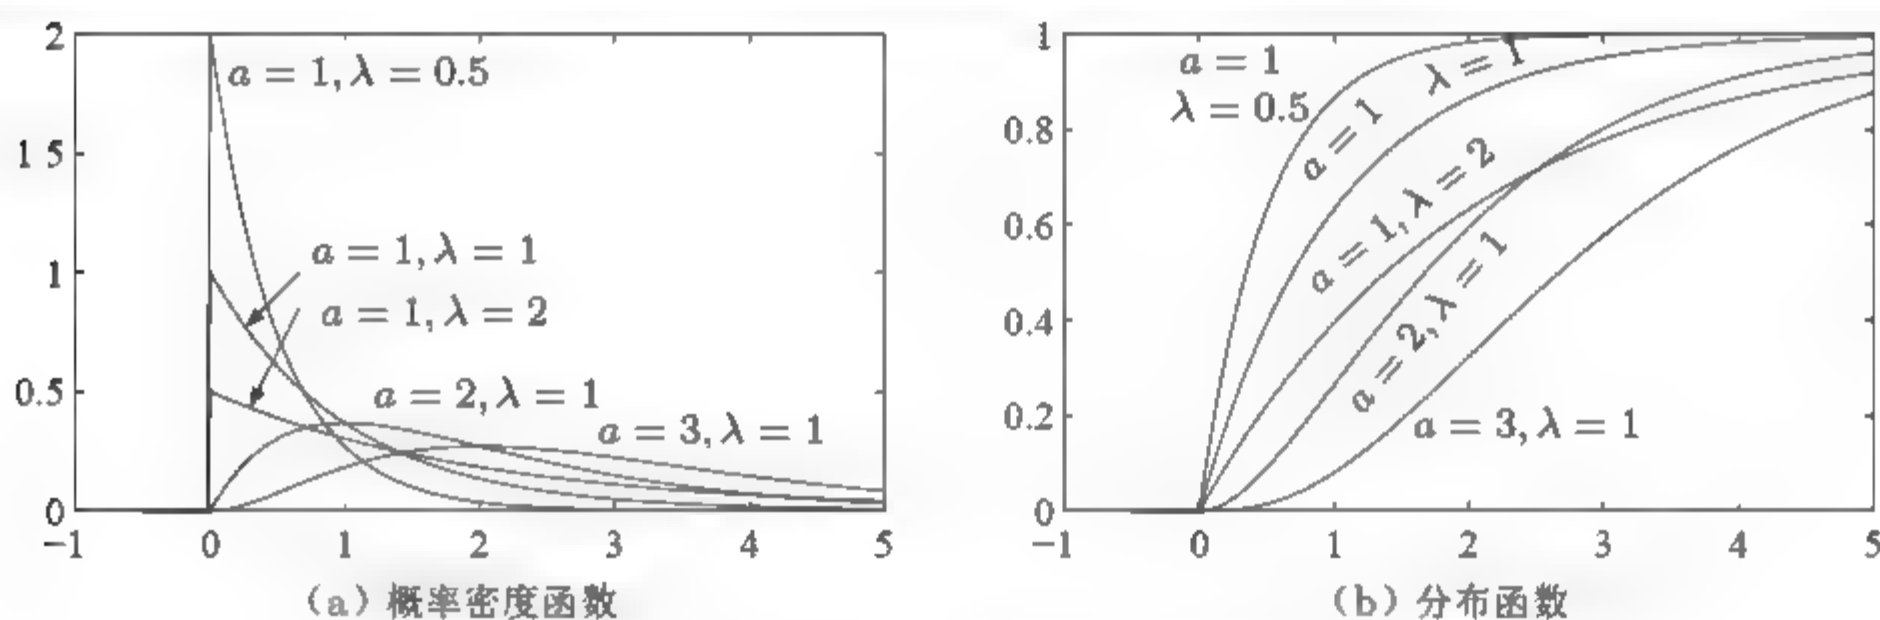 2
a = 1, λ = 0.5
1 5
a = 1, λ = 1
1
a = 1, λ = 2
0.5
a = 2, λ = 1
a = 3, λ = 1
0
−1 0 1 2 3 4 5
(a) 概率密度函数
1
a = 1
λ = 0.5
a = 1 λ = 1
0.8
a = 1, λ = 2
0.6
a = 2, λ = 1
0.4
0.2
a = 3, λ = 1
0
−1 0 1 2 3 4 5
(b) 分布函数